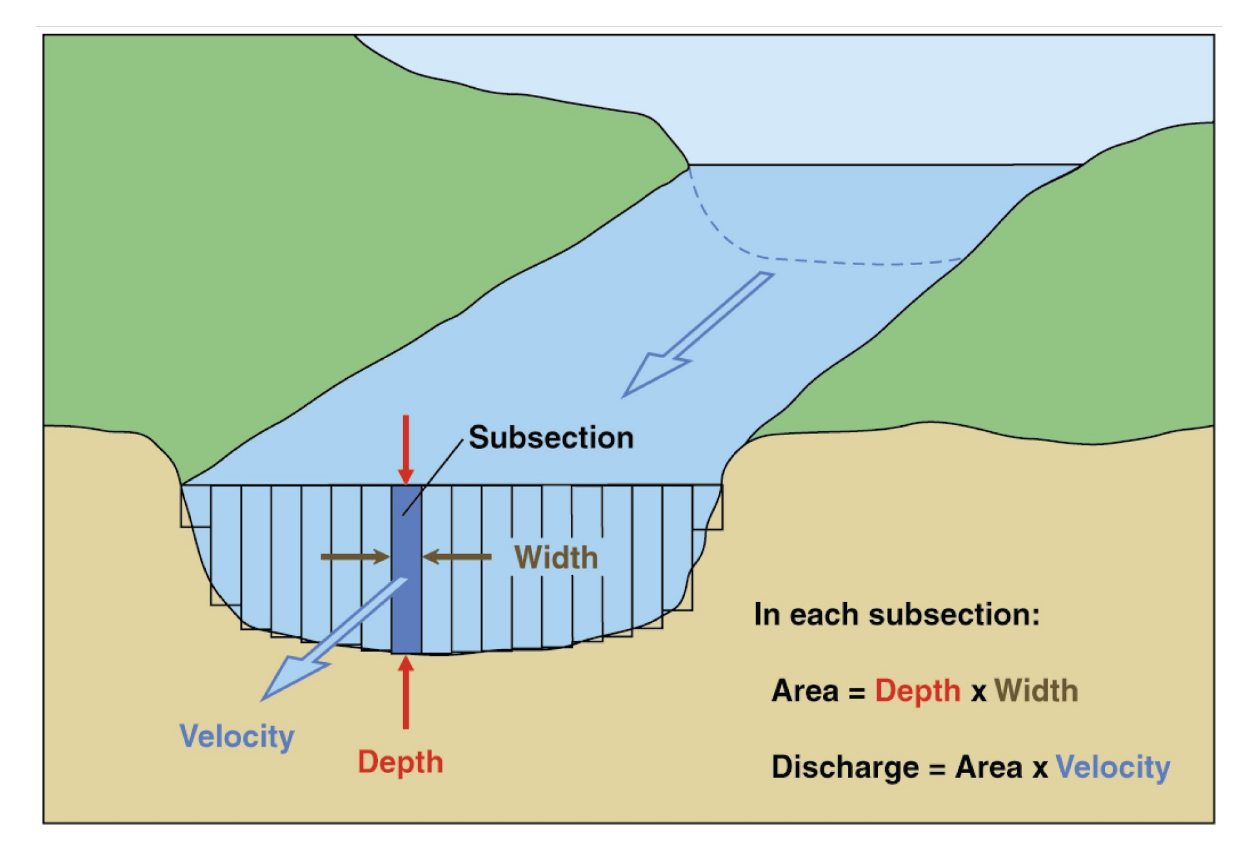 Subsection
Width
In each subsection:
Area = Depth x Width
Velocity
Depth
Discharge = Area x Velocity